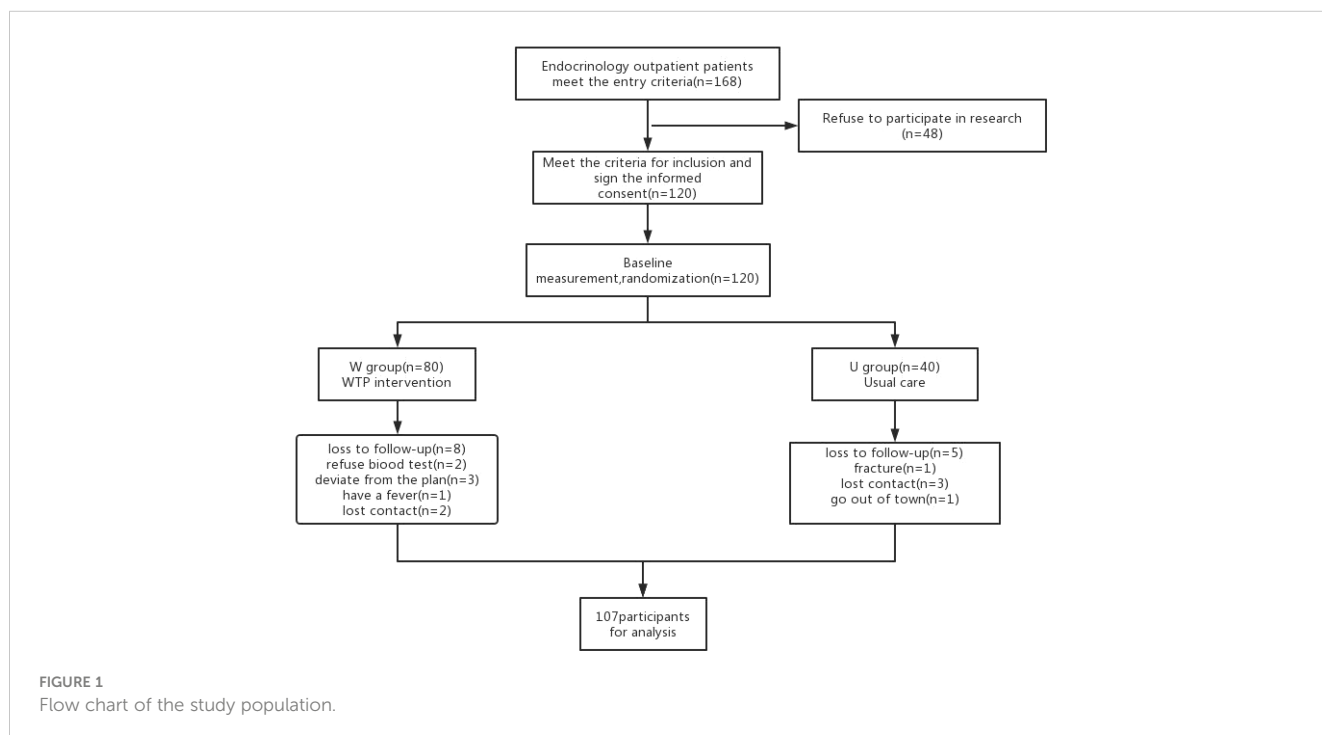 Endocrinology outpatient patients
meet the entry criteria(n=168)
Refuse to participate in research
(n=48)
Meet the criteria for inclusion and
sign the informed
consent(n=120)
Baseline
measurement,randomization(n=120)
W group(n=80)
WTP intervention
U group(n=40)
Usual care
loss to follow-up(n=8)
refuse biood test(n=2)
deviate from the plan(n=3)
have a fever(n=1)
lost contact(n=2)
loss to follow-up(n=5)
fracture(n=1)
lost contact(n=3)
go out of town(n=1)
107participants
for analysis
FIGURE 1
Flow chart of the study population.